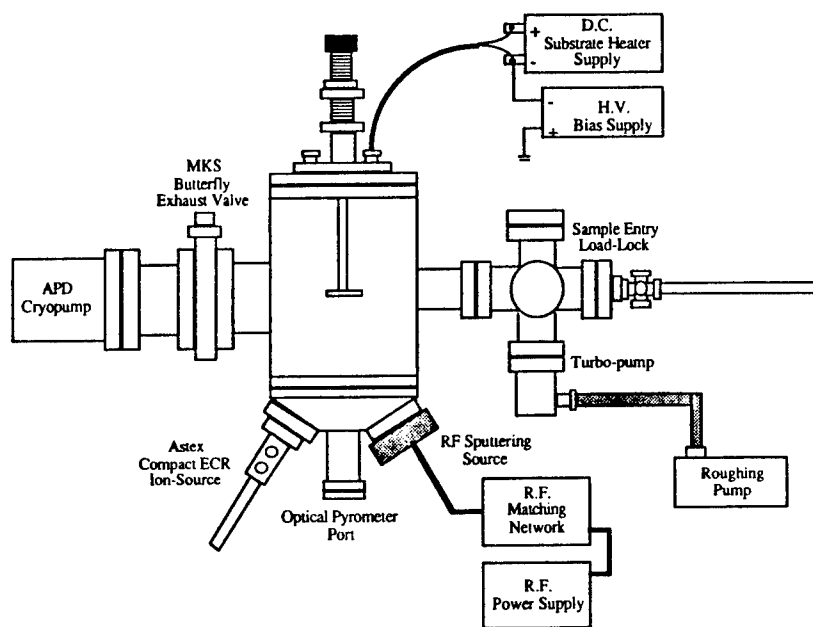 D.C.
+ Substrate Heater
- Supply
H.V.
- Bias Supply
+
MKS
Butterfly
Exhaust Valve
Sample Entry
Load-Lock
APD
Cryopump
Turbo-pump
Astex
Compact ECR
Ion-Source
RF Sputtering
Source
Roughing
Pump
Optical Pyrometer
Port
R.F.
Matching
Network
R.F.
Power Supply